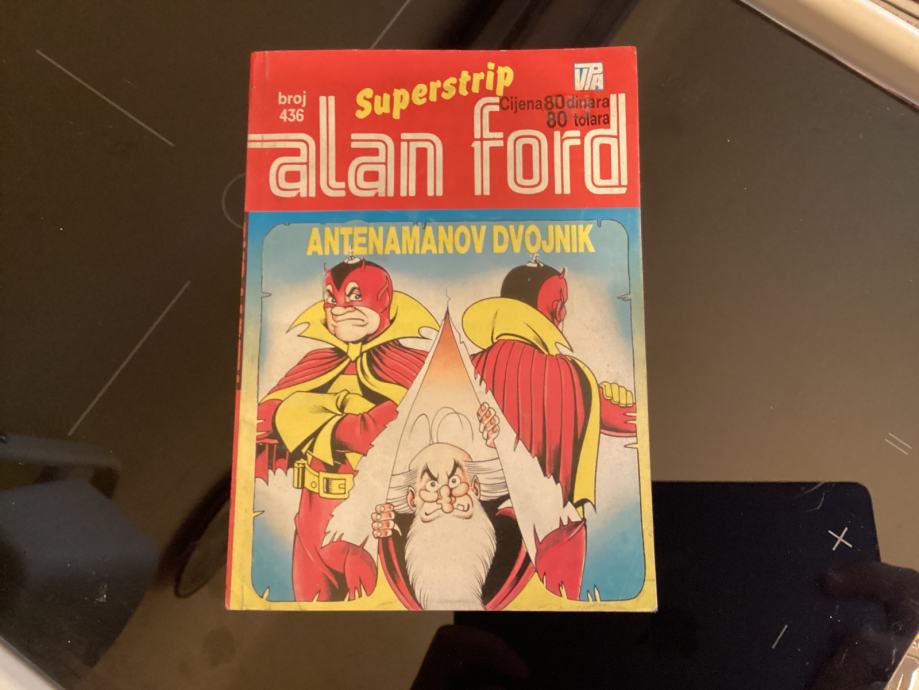 Superstrip
VPA
broj
436
Cijena 80 dinara
80 tolara
alan ford
ANTENAMANOV DVOJNIK